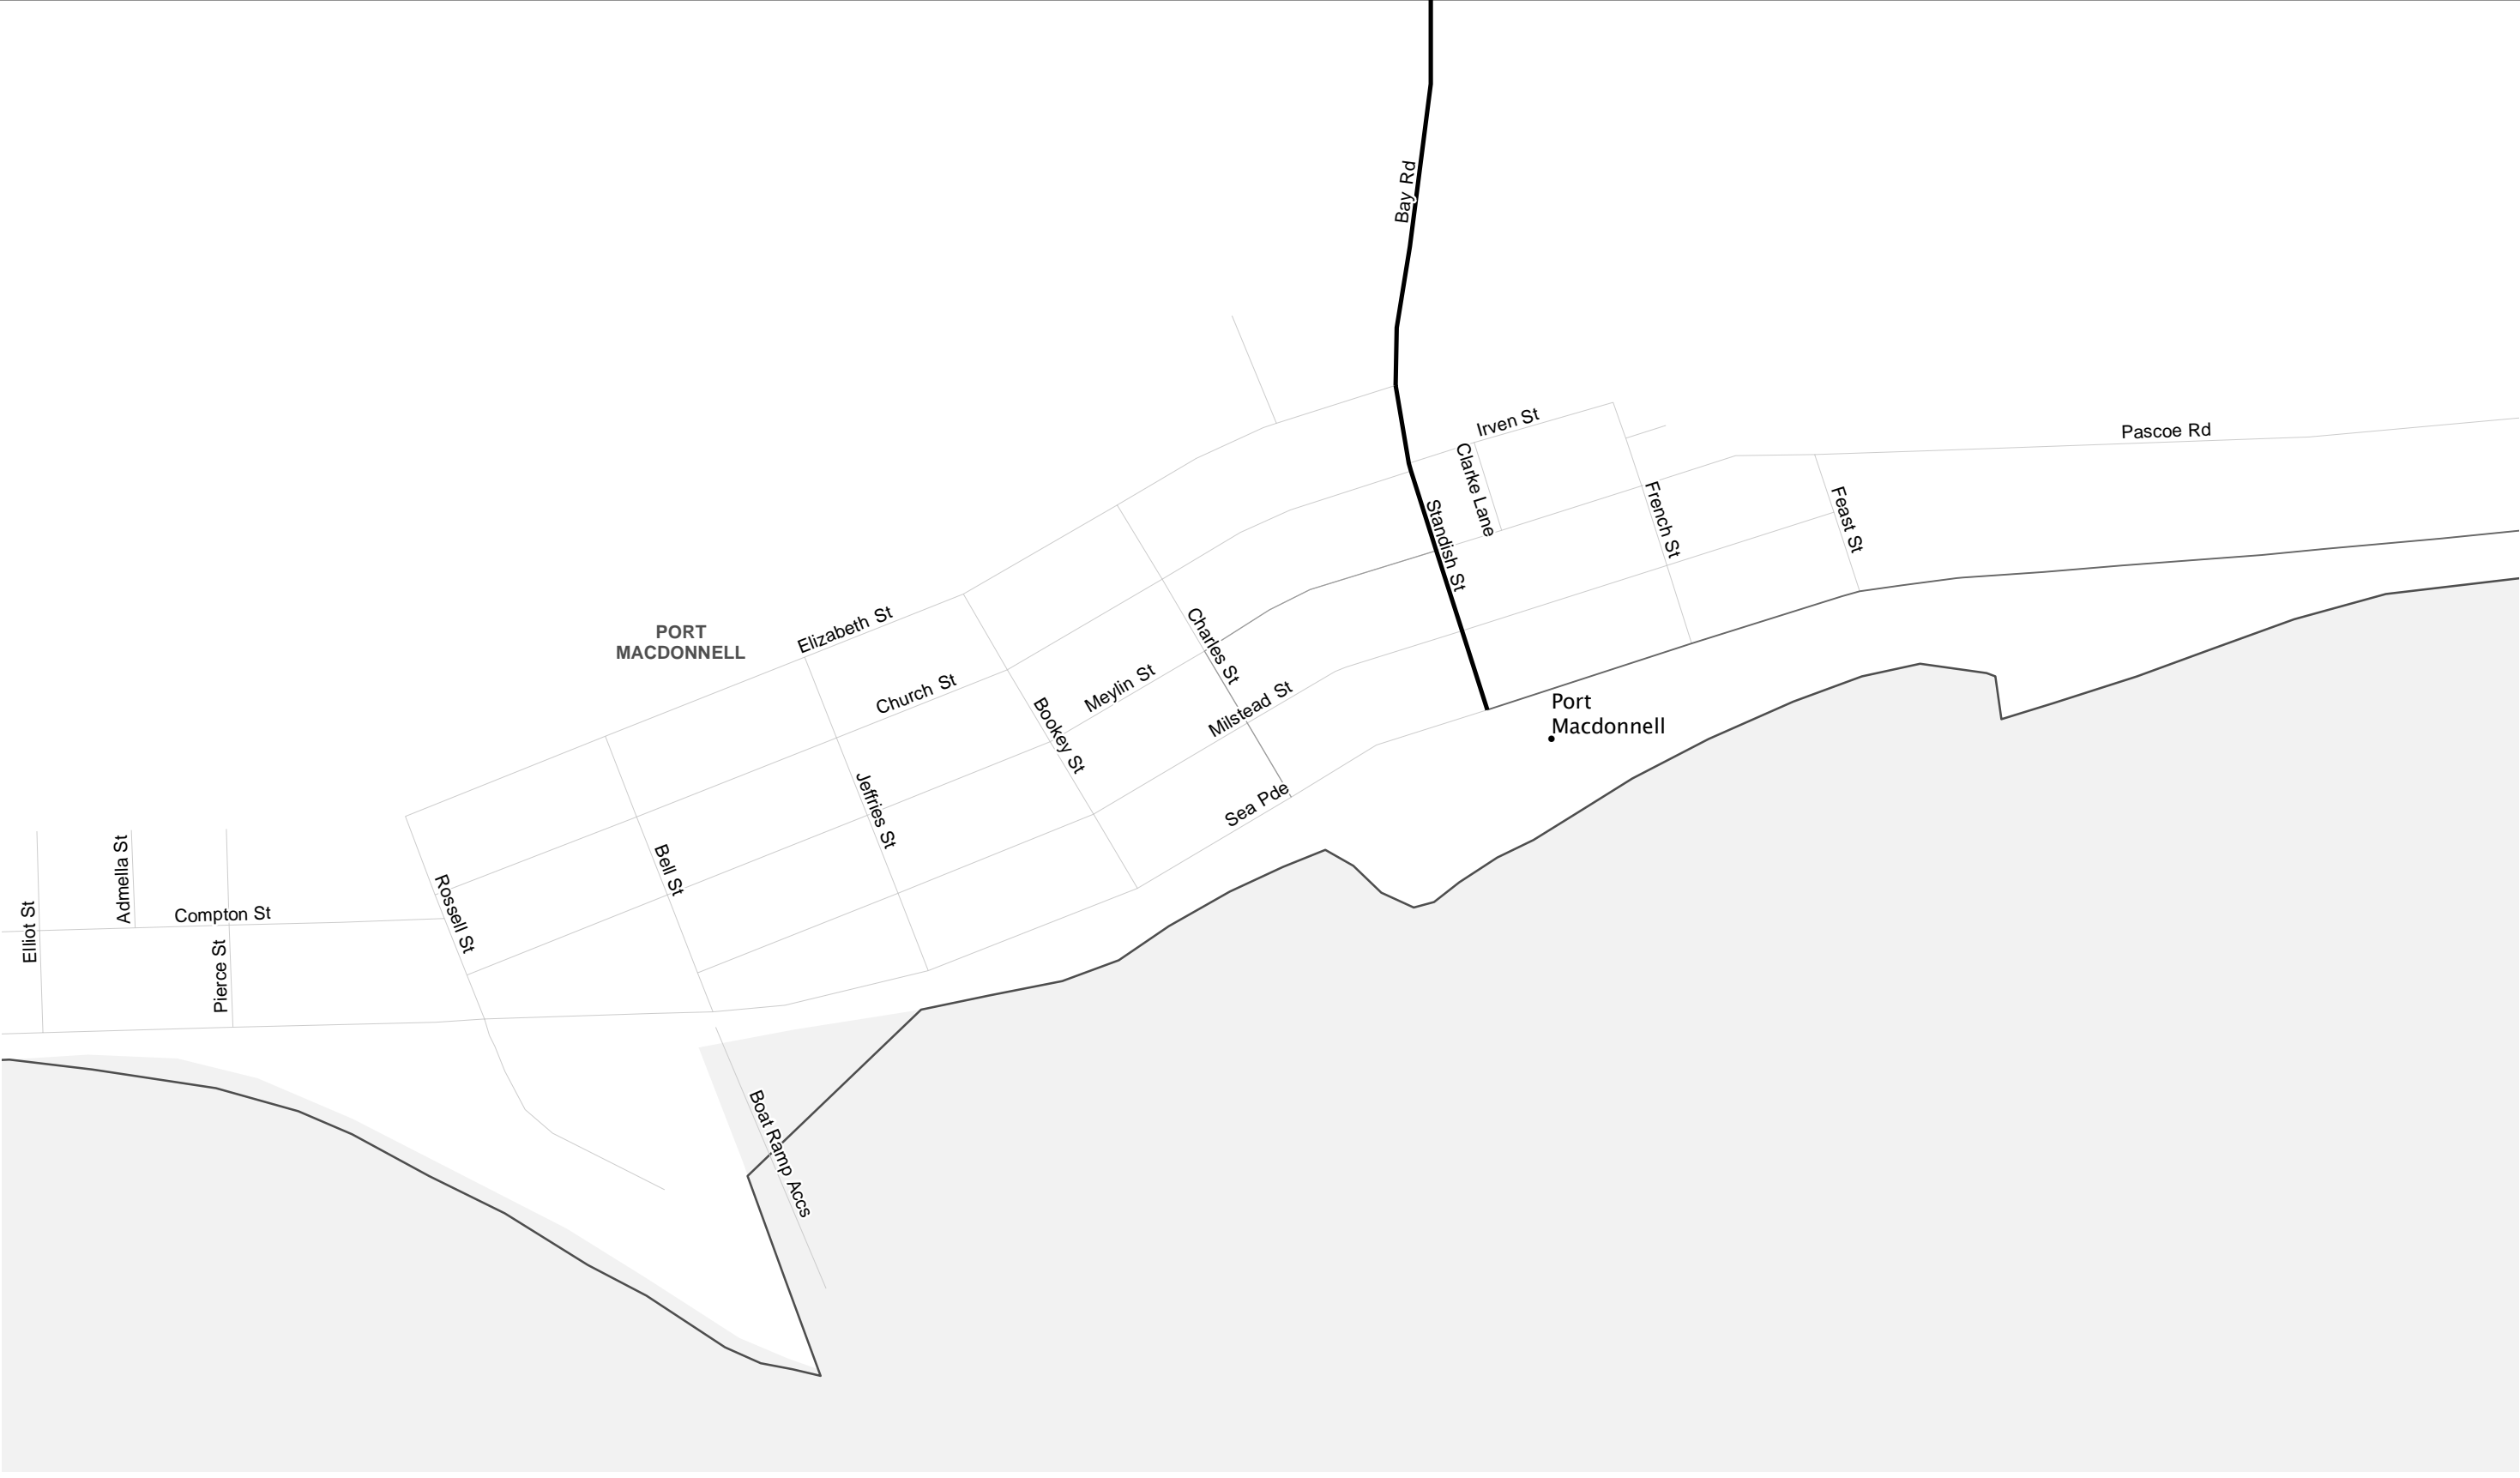 Bay Rd
Irven St
Pascoe Rd
Clarke Lane
Standish St
French St
Feast St
Elizabeth St
PORT
MACDONNELL
Charles St
Church St
Meylin St
Milstead St
Bookey St
Port
Macdonnell
Jeffries St
Sea Pde
Bell St
Rossell St
Admella St
Compton St
Elliot St
Pierce St
Boat Ramp Accs